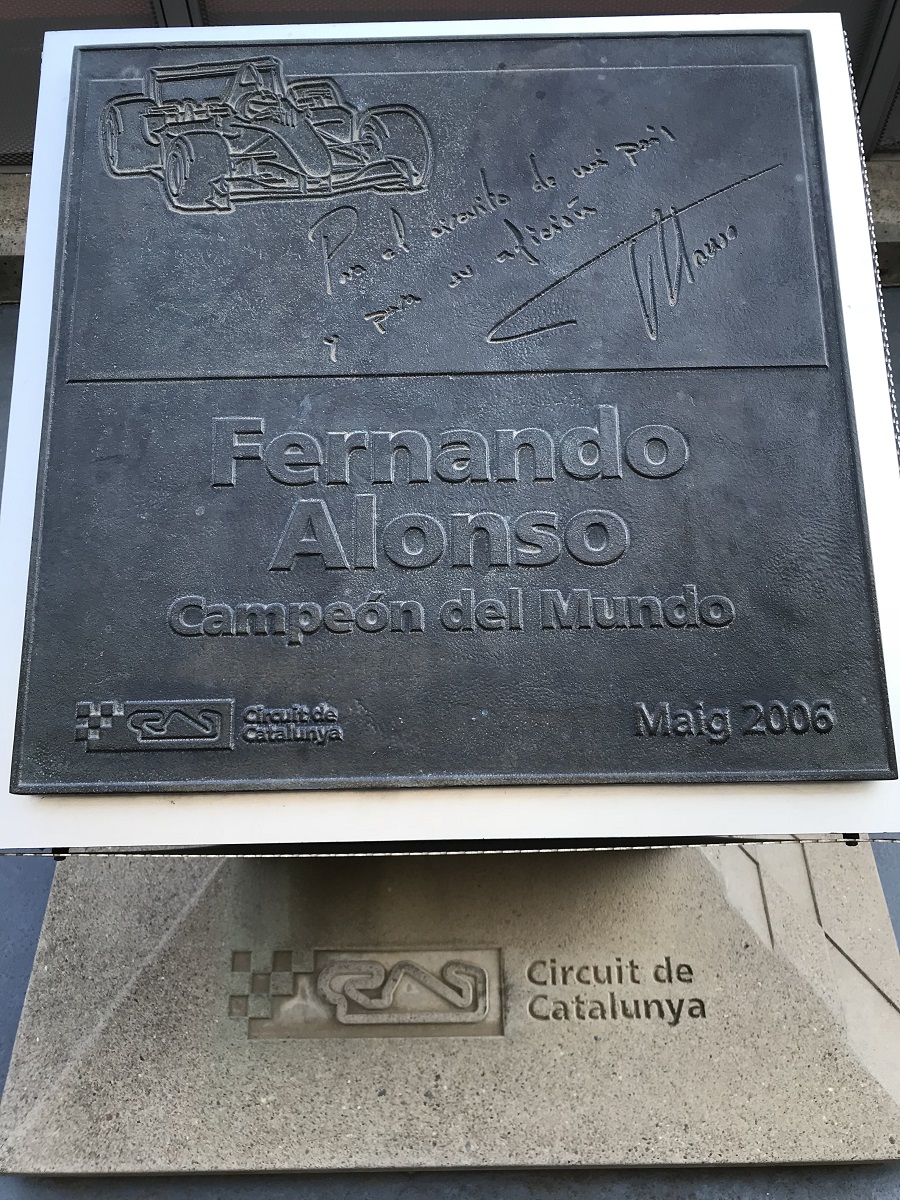 Para el circuito de mi país
y para su afición
Fernando
Alonso
Campeón del Mundo
Circuit de
Catalunya
Maig 2006
Circuit de
Catalunya